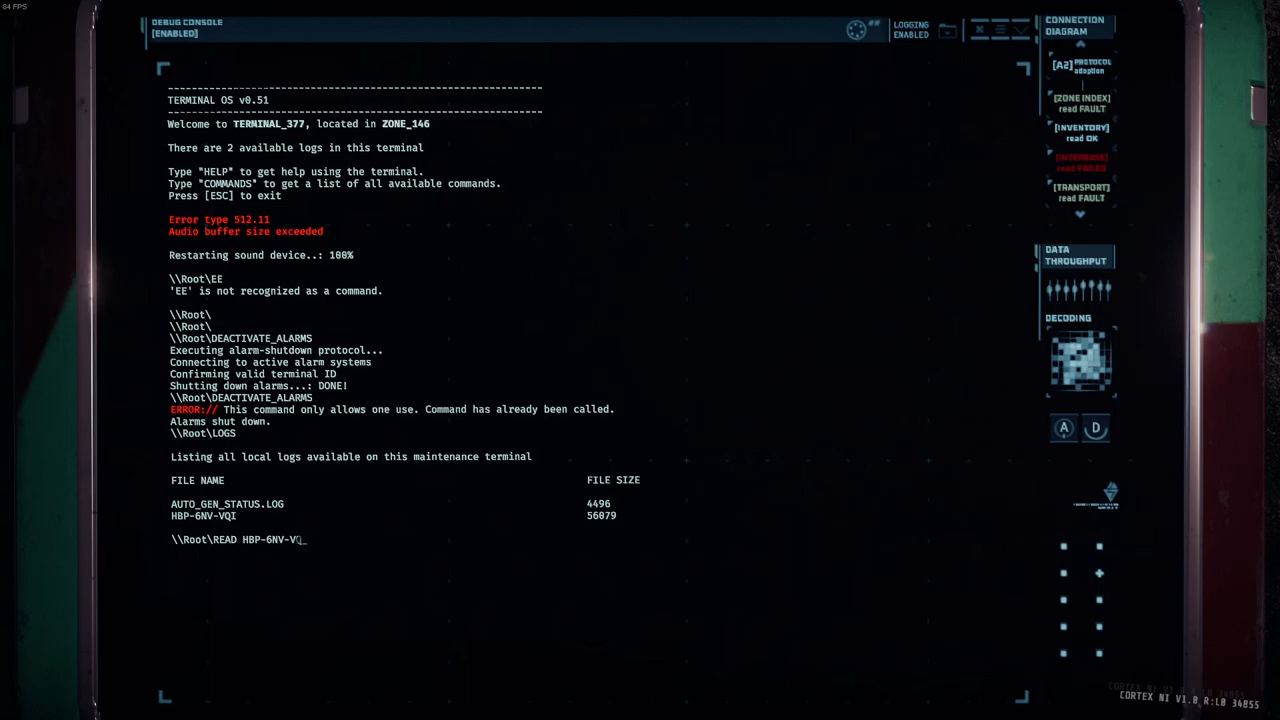 84 FPS
DEBUG CONSOLE
[ENABLED]
LOGGING
ENABLED
CONNECTION
DIAGRAM
[A2] PROTOCOL
adaption
[ZONE INDEX]
read FAULT
[INVENTORY]
read OK
read FAILED
[TRANSPORT]
read FAULT
DATA
THROUGHPUT
DECODING
A D
--------------------------------------------------------------
TERMINAL OS v0.51
--------------------------------------------------------------
Welcome to TERMINAL_377, located in ZONE_146
There are 2 available logs in this terminal
Type "HELP" to get help using the terminal.
Type "COMMANDS" to get a list of all available commands.
Press [ESC] to exit
Error type 512.11
Audio buffer size exceeded
Restarting sound device..: 100%
\\Root\EE
'EE' is not recognized as a command.
\\Root\
\\Root\
\\Root\DEACTIVATE_ALARMS
Executing alarm-shutdown protocol...
Connecting to active alarm systems
Confirming valid terminal ID
Shutting down alarms...: DONE!
\\Root\DEACTIVATE_ALARMS
ERROR:// This command only allows one use. Command has already been called.
Alarms shut down.
\\Root\LOGS
Listing all local logs available on this maintenance terminal
FILE NAME FILE SIZE
AUTO_GEN_STATUS.LOG 4496
HBP-6NV-VQI 56079
\\Root\READ HBP-6NV-VQ_
CORTEX NI V1.0 R:L0 34855